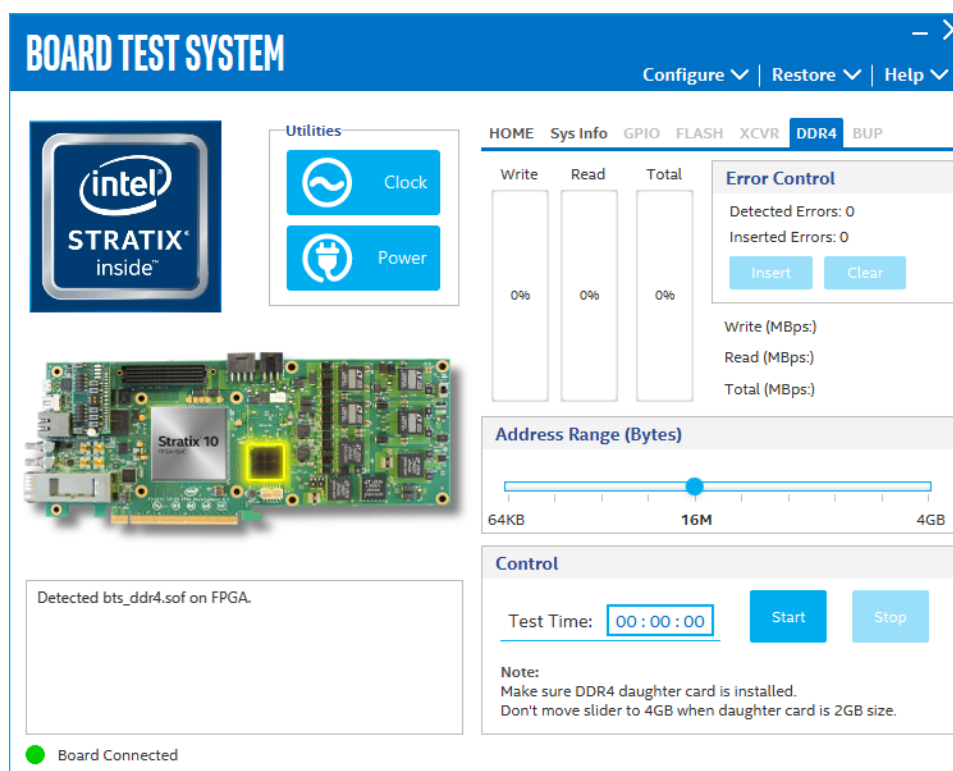 BOARD TEST SYSTEM
Configure
Restore
Help
intel
STRATIX
inside™
Utilities
Clock
Power
HOME Sys Info GPIO FLASH XCVR DDR4 BUP
Write Read Total
0% 0% 0%
Error Control
Detected Errors: 0
Inserted Errors: 0
Insert Clear
Write (MBps:)
Read (MBps:)
Total (MBps:)
Stratix 10
Address Range (Bytes)
64KB 16M 4GB
Detected bts_ddr4.sof on FPGA.
Control
Test Time: 00 : 00 : 00
Start Stop
Note:
Make sure DDR4 daughter card is installed.
Don't move slider to 4GB when daughter card is 2GB size.
Board Connected